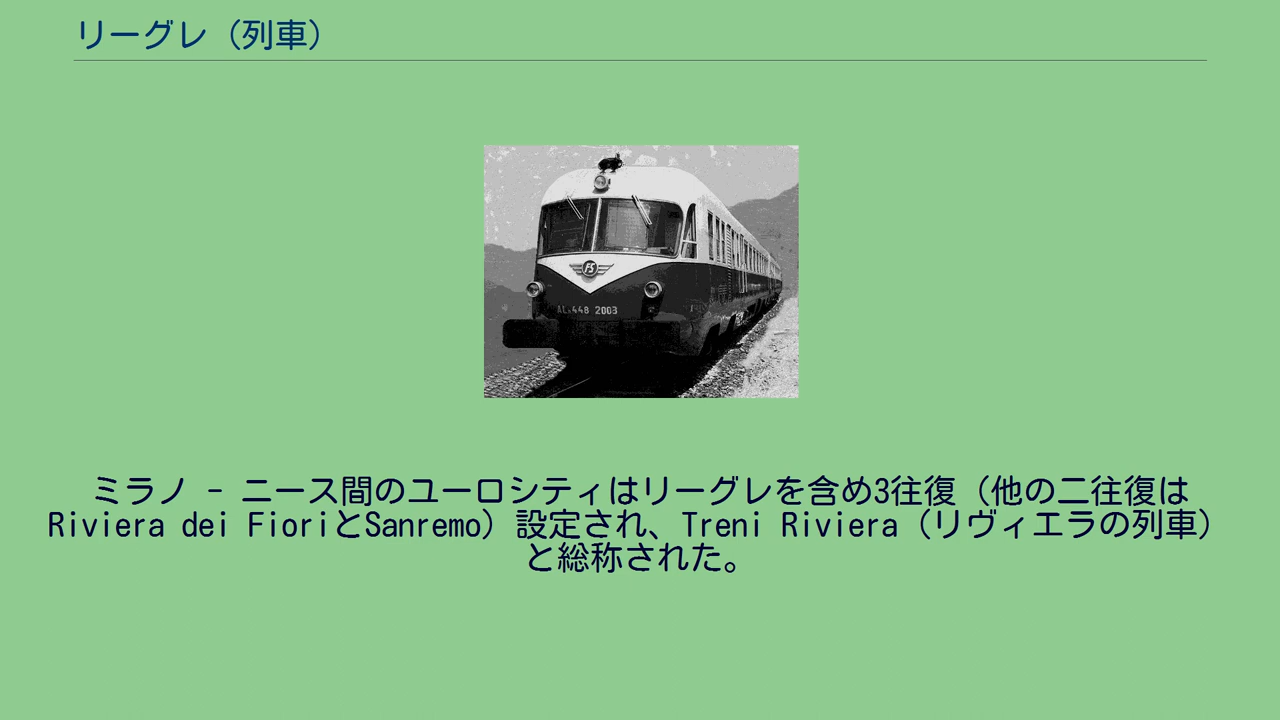 リーグレ（列車）
FS
ALn448 2003
ミラノ - ニース間のユーロシティはリーグレを含め3往復（他の二往復は
Riviera dei FioriとSanremo）設定され、Treni Riviera（リヴィエラの列車）
と総称された。